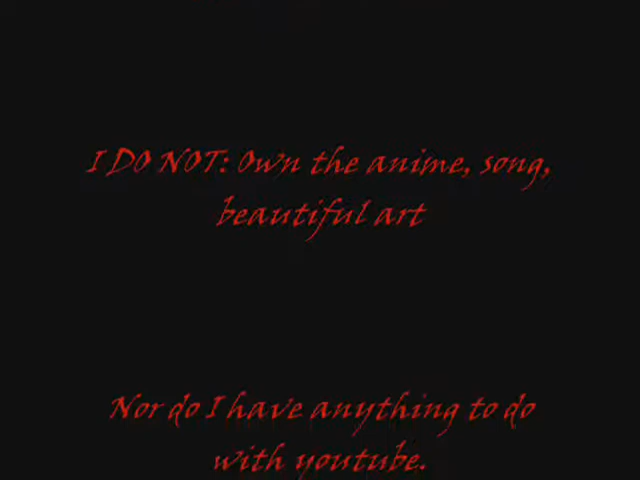 I DO NOT: Own the anime, song,
beautiful art
Nor do I have anything to do
with youtube.